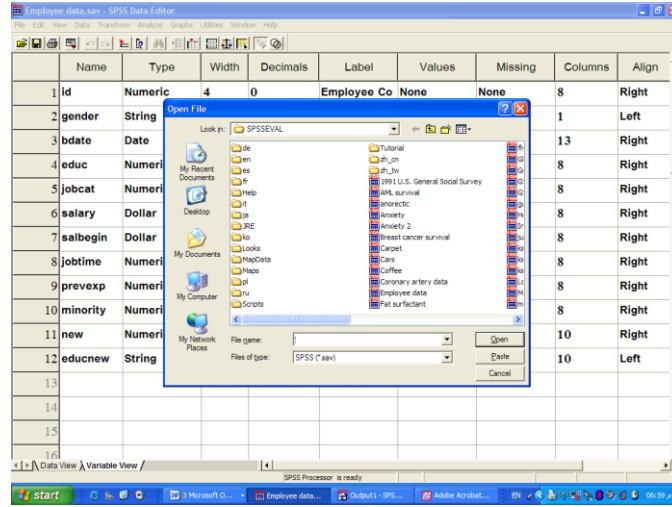 Employee data.sav - SPSS Data Editor
File Edit View Data Transform Analyze Graphs Utilities Window Help
Name Type Width Decimals Label Values Missing Columns Align
1 id Numeric 4 0 Employee Co None None 8 Right
2 gender String 1 Left
3 bdate Date 13 Right
4 educ Numeri 8 Right
5 jobcat Numeri 8 Right
6 salary Dollar 8 Right
7 salbegin Dollar 8 Right
8 jobtime Numeri 8 Right
9 prevexp Numeri 8 Right
10 minority Numeri 8 Right
11 new Numeri 10 Right
12 educnew String 10 Left
13
14
15
16
Open File
Look in: SPSSEVAL
My Recent Documents
Desktop
My Documents
My Computer
My Network Places
de
en
es
fr
Help
it
ja
JRE
ko
Looks
MapData
Maps
pl
ru
Scripts
Tutorial
zh_cn
zh_tw
1991 U.S. General Social Survey
AML survival
anorectic
Anxiety
Anxiety 2
Breast cancer survival
Carpet
Cars
Coffee
Coronary artery data
Employee data
Fat surfactant
File name:
Open
Files of type: SPSS (*.sav)
Paste
Cancel
Data View Variable View
SPSS Processor is ready
start 3 Microsoft O... Employee data... Output1 - SPS... Adobe Acrobat... EN 06:59